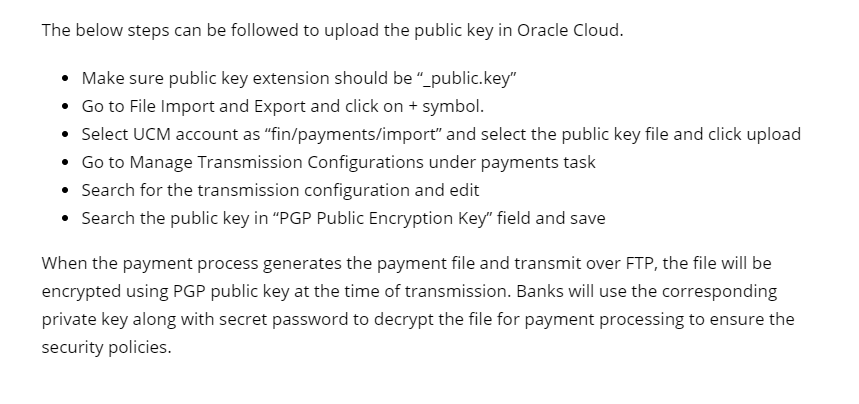 The below steps can be followed to upload the public key in Oracle Cloud.
• Make sure public key extension should be “_public.key”
• Go to File Import and Export and click on + symbol.
• Select UCM account as “fin/payments/import” and select the public key file and click upload
• Go to Manage Transmission Configurations under payments task
• Search for the transmission configuration and edit
• Search the public key in “PGP Public Encryption Key” field and save
When the payment process generates the payment file and transmit over FTP, the file will be
encrypted using PGP public key at the time of transmission. Banks will use the corresponding
private key along with secret password to decrypt the file for payment processing to ensure the
security policies.